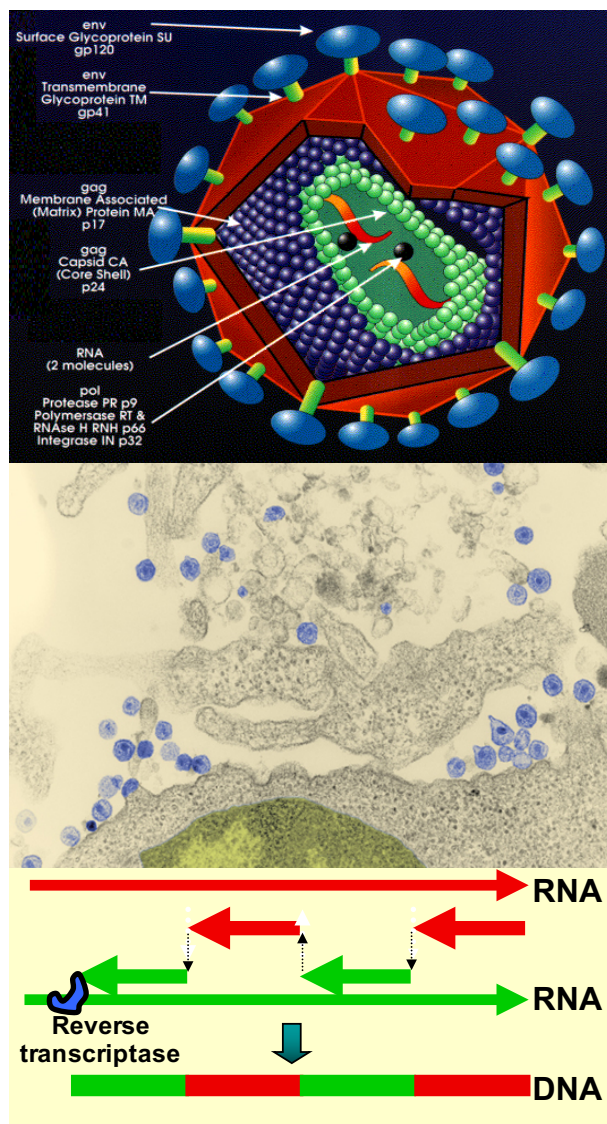 env
Surface Glycoprotein SU
gp120
env
Transmembrane
Glycoprotein TM
gp41
gag
Membrane Associated
(Matrix) Protein MA
p17
gag
Capsid CA
(Core Shell)
p24
RNA
(2 molecules)
pol
Protease PR p9
Polymersase RT &
RNAse H RNH p66
Integrase IN p32
RNA
RNA
Reverse
transcriptase
DNA